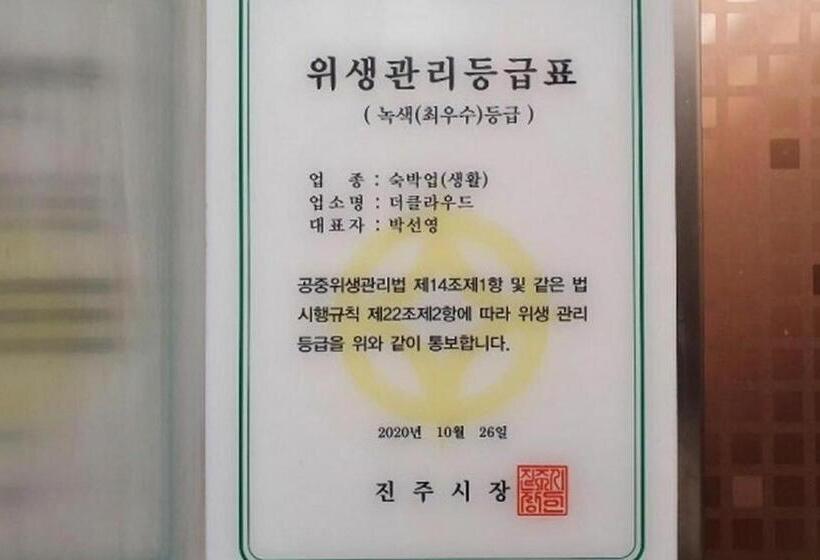 위생관리등급표
( 녹색(최우수)등급 )
업 종 : 숙박업(생활)
업소명 : 더클라우드
대표자 : 박선영
공중위생관리법 제14조제1항 및 같은 법
시행규칙 제22조제2항에 따라 위생 관리
등급을 위와 같이 통보합니다.
2020년 10월 26일
진주시장